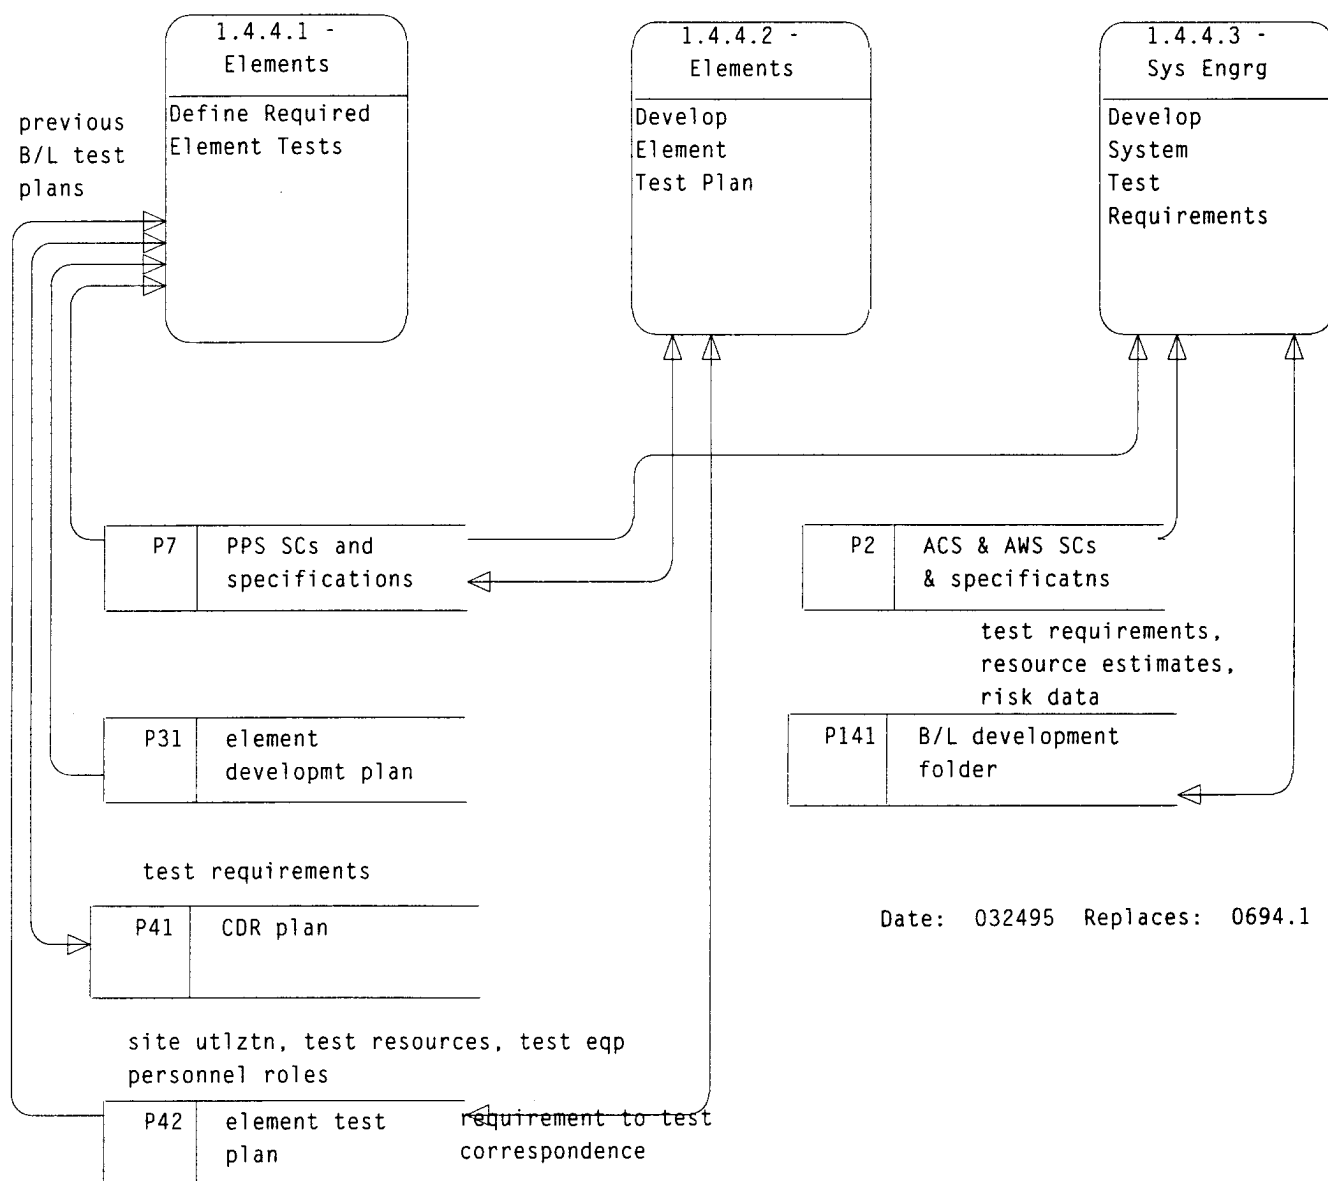 1.4.4.1 -
Elements
Define Required
Element Tests
1.4.4.2 -
Elements
Develop
Element
Test Plan
1.4.4.3 -
Sys Engrg
Develop
System
Test
Requirements
previous
B/L test
plans
P7
PPS SCs and
specifications
P2
ACS & AWS SCs
& specificatns
test requirements,
resource estimates,
risk data
P31
element
developmt plan
P141
B/L development
folder
test requirements
P41
CDR plan
Date: 032495 Replaces: 0694.1
site utlztn, test resources, test eqp
personnel roles
P42
element test
plan
requirement to test
correspondence